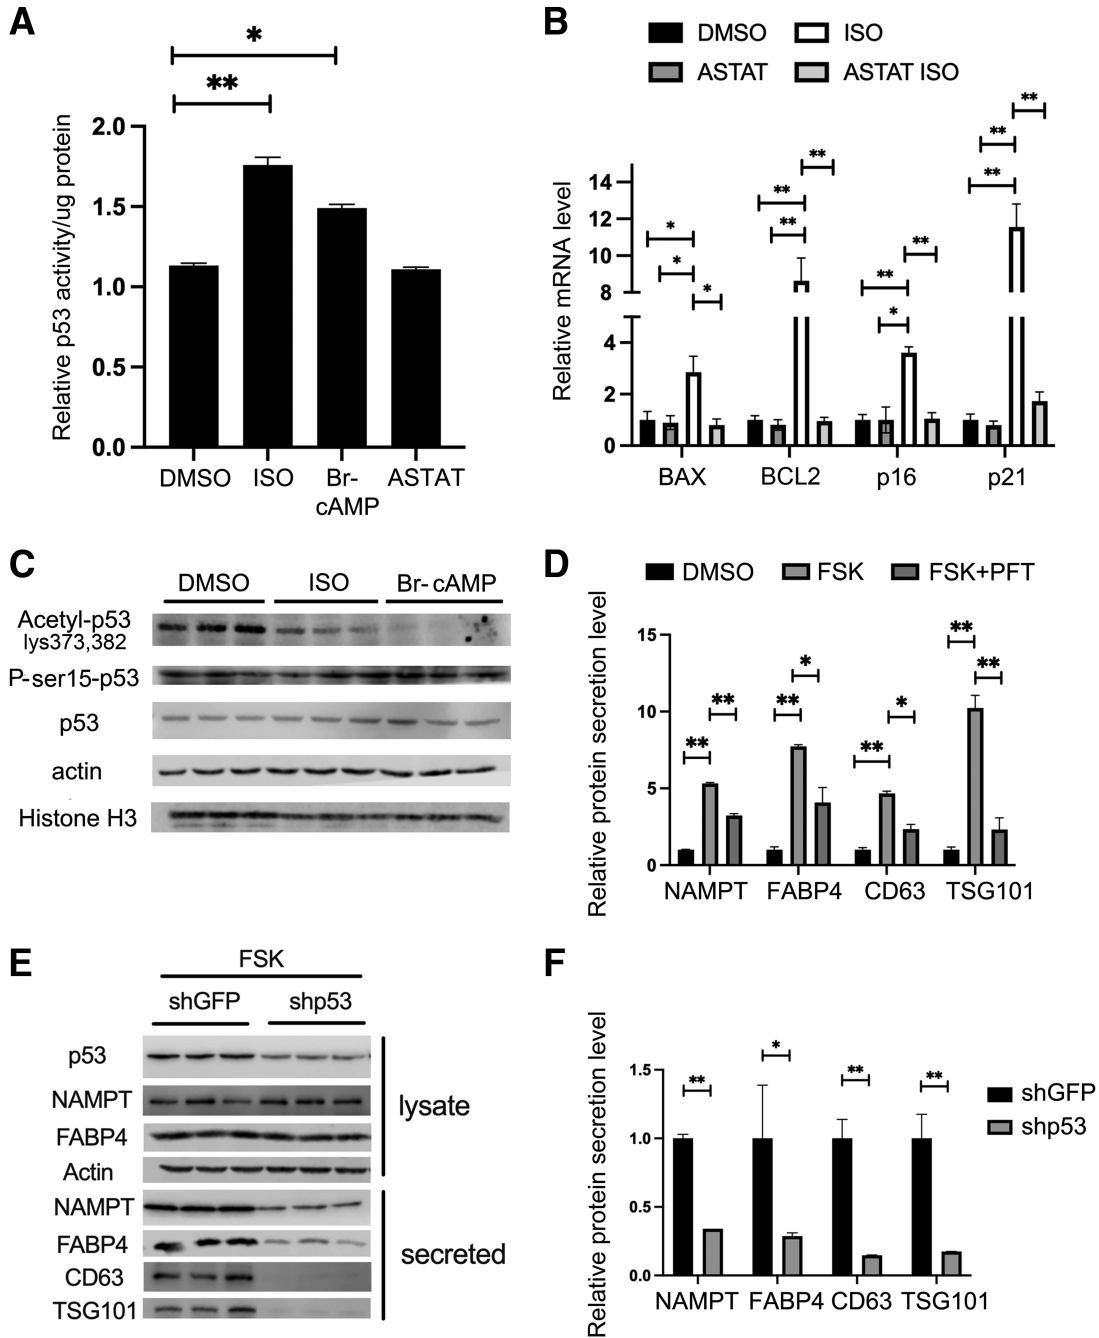 A
*
**
Relative p53 activity/ug protein
2.0
1.5
1.0
0.5
0.0
DMSO ISO Br-cAMP ASTAT
B
DMSO ISO
ASTAT ASTAT ISO
Relative mRNA level
14
12
10
8
4
2
0
* * *
** ** **
** * **
** ** **
BAX BCL2 p16 p21
C
DMSO ISO Br-cAMP
Acetyl-p53
lys373,382
P-ser15-p53
p53
actin
Histone H3
D
DMSO FSK FSK+PFT
Relative protein secretion level
15
10
5
0
** **
** *
** *
** **
NAMPT FABP4 CD63 TSG101
E
FSK
shGFP shp53
p53
NAMPT
FABP4
Actin
lysate
NAMPT
FABP4
CD63
TSG101
secreted
F
Relative protein secretion level
1.5
1.0
0.5
0.0
** * ** **
NAMPT FABP4 CD63 TSG101
shGFP
shp53